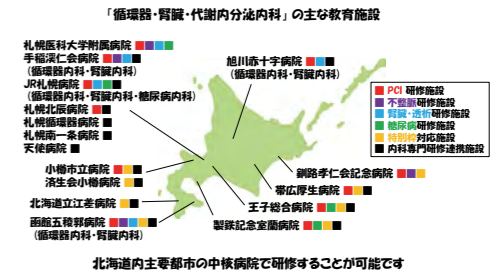 「循環器・腎臓・代謝内分泌内科」の主な教育施設
札幌医科大学附属病院
手稲渓仁会病院
(循環器内科・腎臓内科)
JR札幌病院
(循環器内科・腎臓内科・糖尿病内科)
札幌北辰病院
札幌循環器病院
札幌南一条病院
天使病院
小樽市立病院
済生会小樽病院
北海道立江差病院
函館五稜郭病院
(循環器内科・腎臓内科)
旭川赤十字病院
(循環器内科・腎臓内科)
PCI 研修施設
不整脈研修施設
腎臓・透析研修施設
糖尿病研修施設
特別枠対応施設
内科専門研修連携施設
釧路孝仁会記念病院
帯広厚生病院
王子総合病院
製鉄記念室蘭病院
北海道内主要都市の中核病院で研修することが可能です